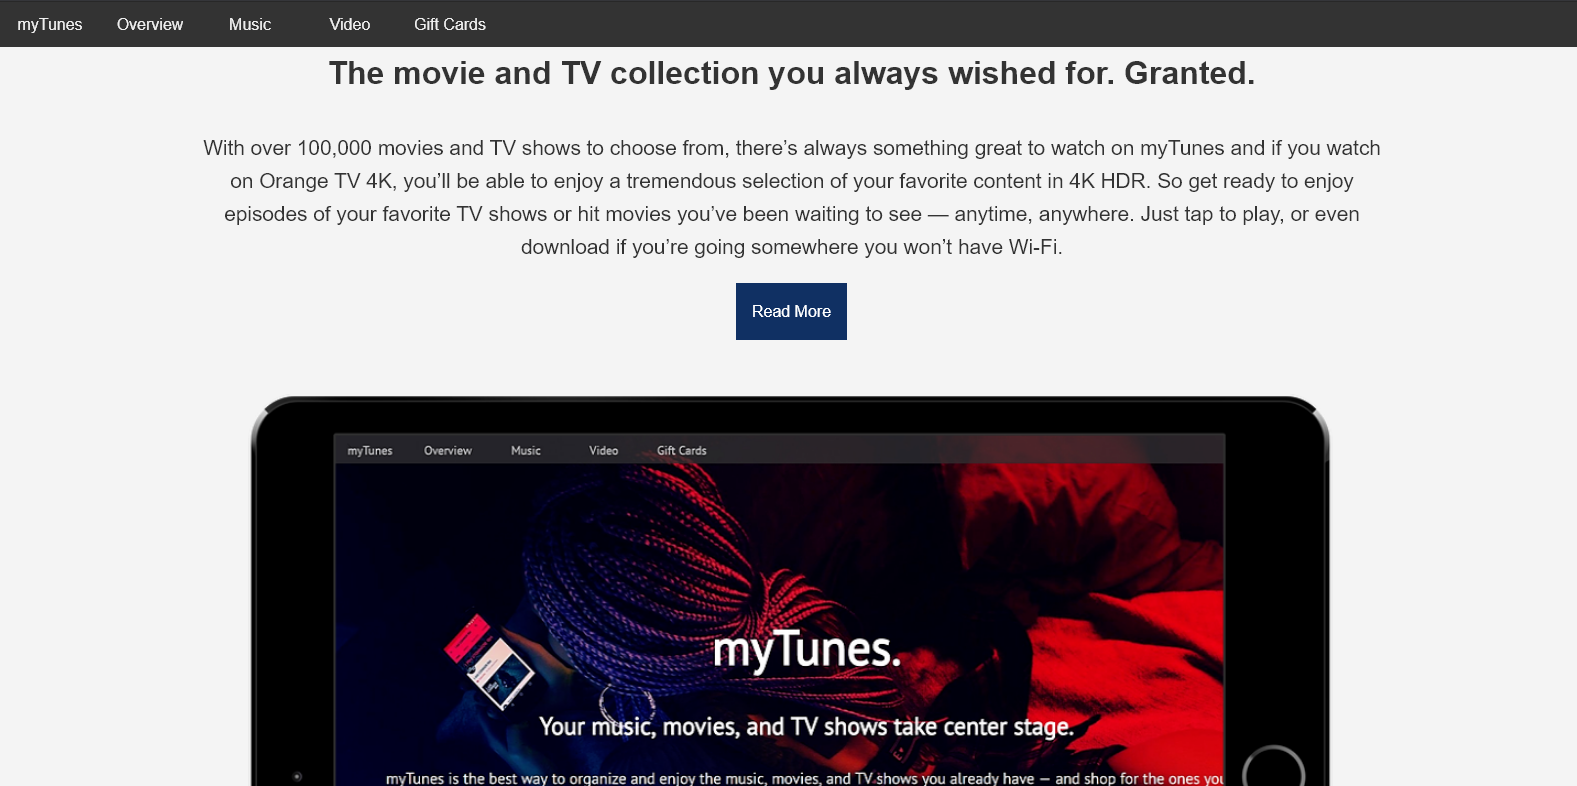 myTunes Overview Music Video Gift Cards
The movie and TV collection you always wished for. Granted.
With over 100,000 movies and TV shows to choose from, there’s always something great to watch on myTunes and if you watch
on Orange TV 4K, you’ll be able to enjoy a tremendous selection of your favorite content in 4K HDR. So get ready to enjoy
episodes of your favorite TV shows or hit movies you’ve been waiting to see — anytime, anywhere. Just tap to play, or even
download if you’re going somewhere you won’t have Wi-Fi.
Read More
myTunes Overview Music Video Gift Cards
myTunes.
Your music, movies, and TV shows take center stage.
myTunes is the best way to organize and enjoy the music, movies, and TV shows you already have — and shop for the ones